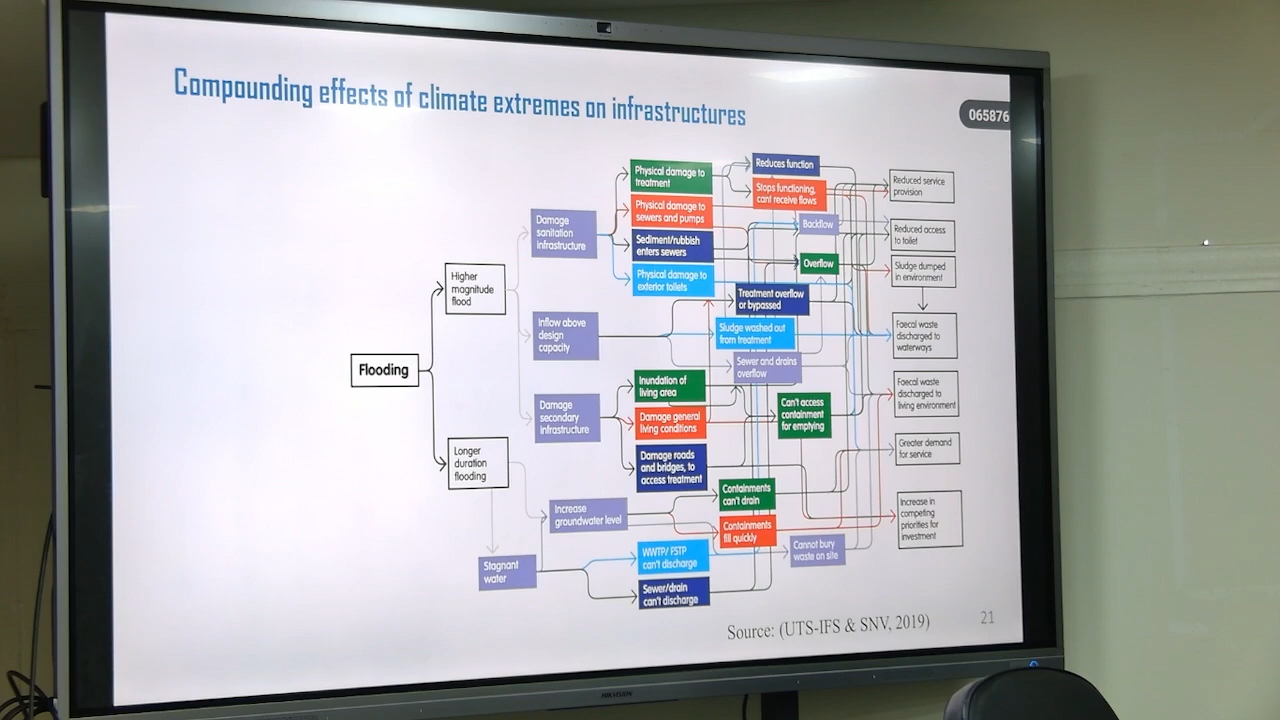 Compounding effects of climate extremes on infrastructures
065876
Flooding
Higher
magnitude
flood
Longer
duration
flooding
Damage
sanitation
infrastructure
Inflow above
design
capacity
Damage
secondary
infrastructure
Increase
groundwater level
Stagnant
water
Physical damage to
treatment
Physical damage to
sewers and pumps
Sediment/rubbish
enters sewers
Physical damage to
exterior toilets
Inundation of
living area
Damage general
living conditions
Damage roads
and bridges, to
access treatment
WWTP/ FSTP
can't discharge
Sewer/drain
can't discharge
Reduces function
Stops functioning,
cant receive flows
Backflow
Overflow
Treatment overflow
or bypassed
Sludge washed out
from treatment
Sewer and drains
overflow
Can't access
containment
for emptying
Containments
can't drain
Containments
fill quickly
Cannot bury
waste on site
Reduced service
provision
Reduced access
to toilet
Sludge dumped
in environment
Faecal waste
discharged to
waterways
Faecal waste
discharged to
living environment
Greater demand
for service
Increase in
competing
priorities for
investment
Source: (UTS-IFS & SNV, 2019)
21
HIKVISION